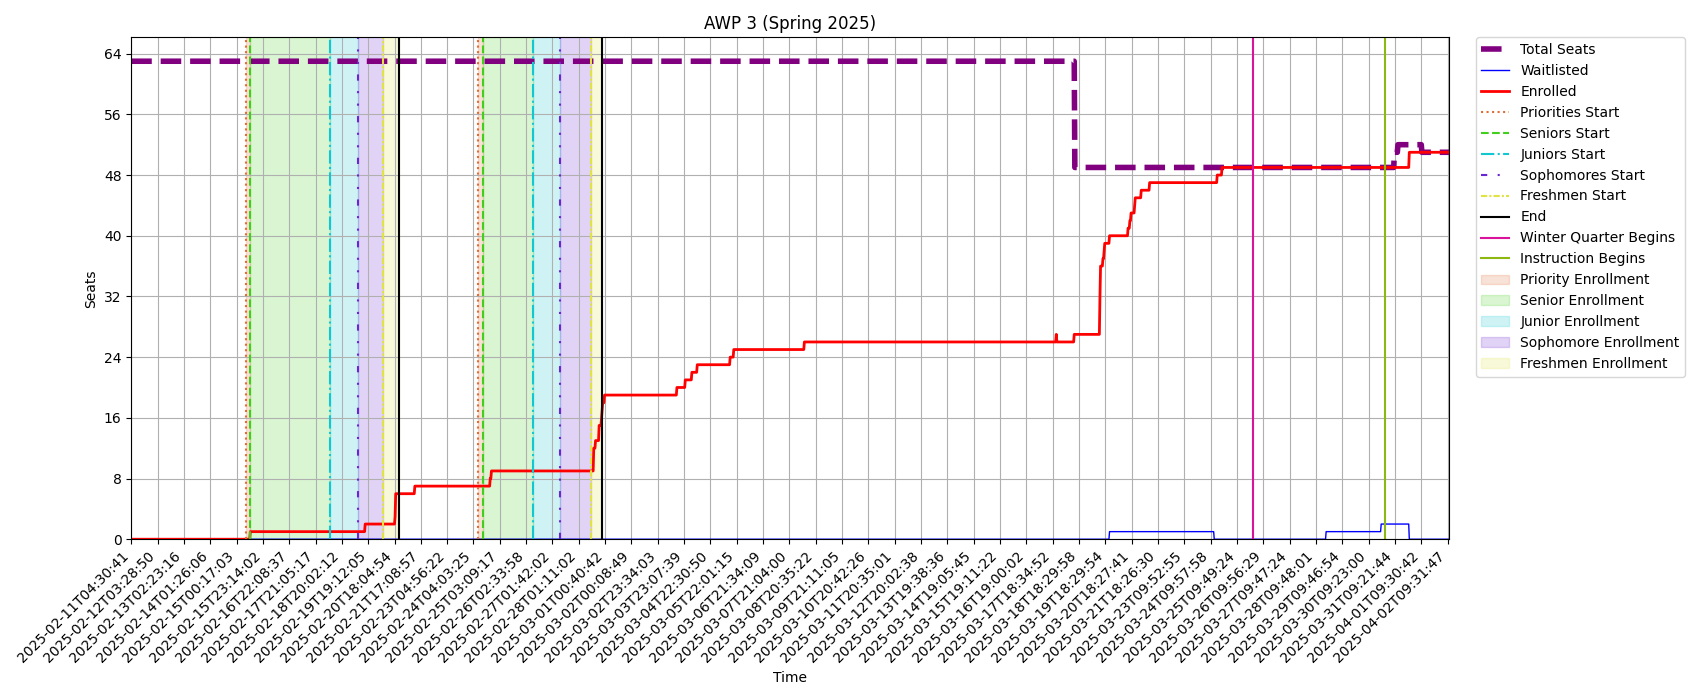 AWP 3 (Spring 2025)
Seats
64
56
48
40
32
24
16
8
0
2025-02-11T04:30:41
2025-02-12T03:28:50
2025-02-13T02:23:16
2025-02-14T01:26:06
2025-02-15T00:17:03
2025-02-15T23:14:02
2025-02-16T22:08:37
2025-02-17T21:05:17
2025-02-18T20:02:12
2025-02-19T19:12:05
2025-02-20T18:04:54
2025-02-21T17:08:57
2025-02-23T04:56:22
2025-02-24T04:03:25
2025-02-25T03:09:17
2025-02-26T02:33:58
2025-02-27T01:42:02
2025-02-28T01:11:02
2025-03-01T00:40:42
2025-03-02T00:08:49
2025-03-02T23:34:03
2025-03-03T23:07:39
2025-03-04T22:30:50
2025-03-05T22:01:15
2025-03-06T21:34:09
2025-03-07T21:04:00
2025-03-08T20:35:22
2025-03-09T21:11:05
2025-03-10T20:42:26
2025-03-11T20:35:01
2025-03-12T20:02:38
2025-03-13T19:38:36
2025-03-14T19:05:45
2025-03-15T19:11:22
2025-03-16T19:00:02
2025-03-17T18:34:52
2025-03-18T18:29:58
2025-03-19T18:29:54
2025-03-20T18:27:41
2025-03-21T18:26:30
2025-03-23T09:52:55
2025-03-24T09:57:58
2025-03-25T09:49:24
2025-03-26T09:56:29
2025-03-27T09:47:24
2025-03-28T09:48:01
2025-03-29T09:46:54
2025-03-30T09:23:00
2025-03-31T09:21:44
2025-04-01T09:30:42
2025-04-02T09:31:47
Time
Total Seats
Waitlisted
Enrolled
Priorities Start
Seniors Start
Juniors Start
Sophomores Start
Freshmen Start
End
Winter Quarter Begins
Instruction Begins
Priority Enrollment
Senior Enrollment
Junior Enrollment
Sophomore Enrollment
Freshmen Enrollment